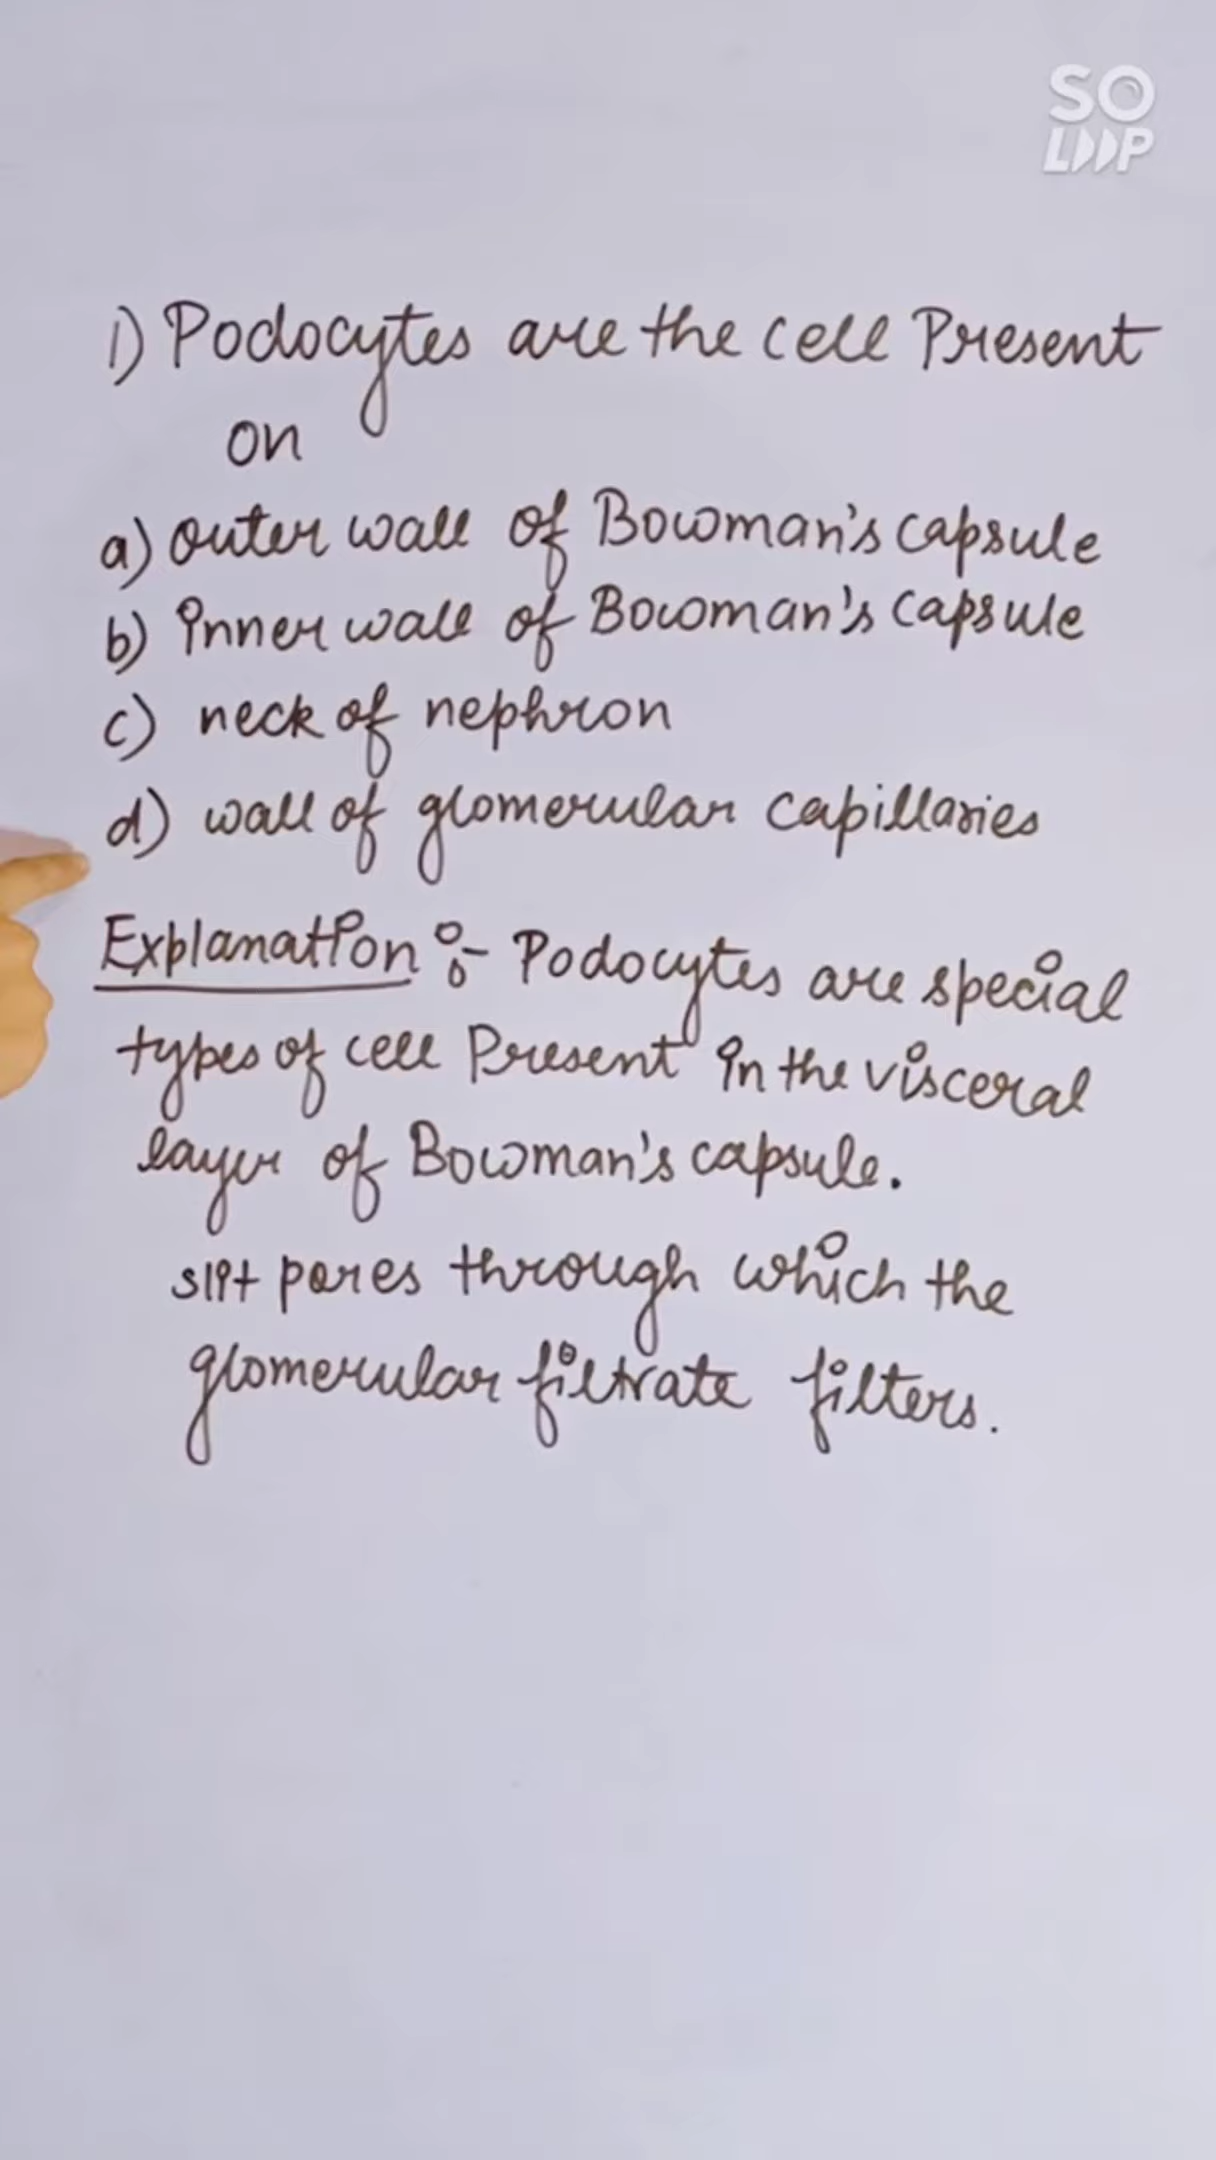 SO
LOOP
1) Podocytes are the cell Present
on
a) outer wall of Bowman's capsule
b) inner wall of Bowman's capsule
c) neck of nephron
d) wall of glomerular capillaries
Explanation :- Podocytes are special
types of cell Present in the visceral
layer of Bowman's capsule.
slit pores through which the
glomerular filtrate filters.